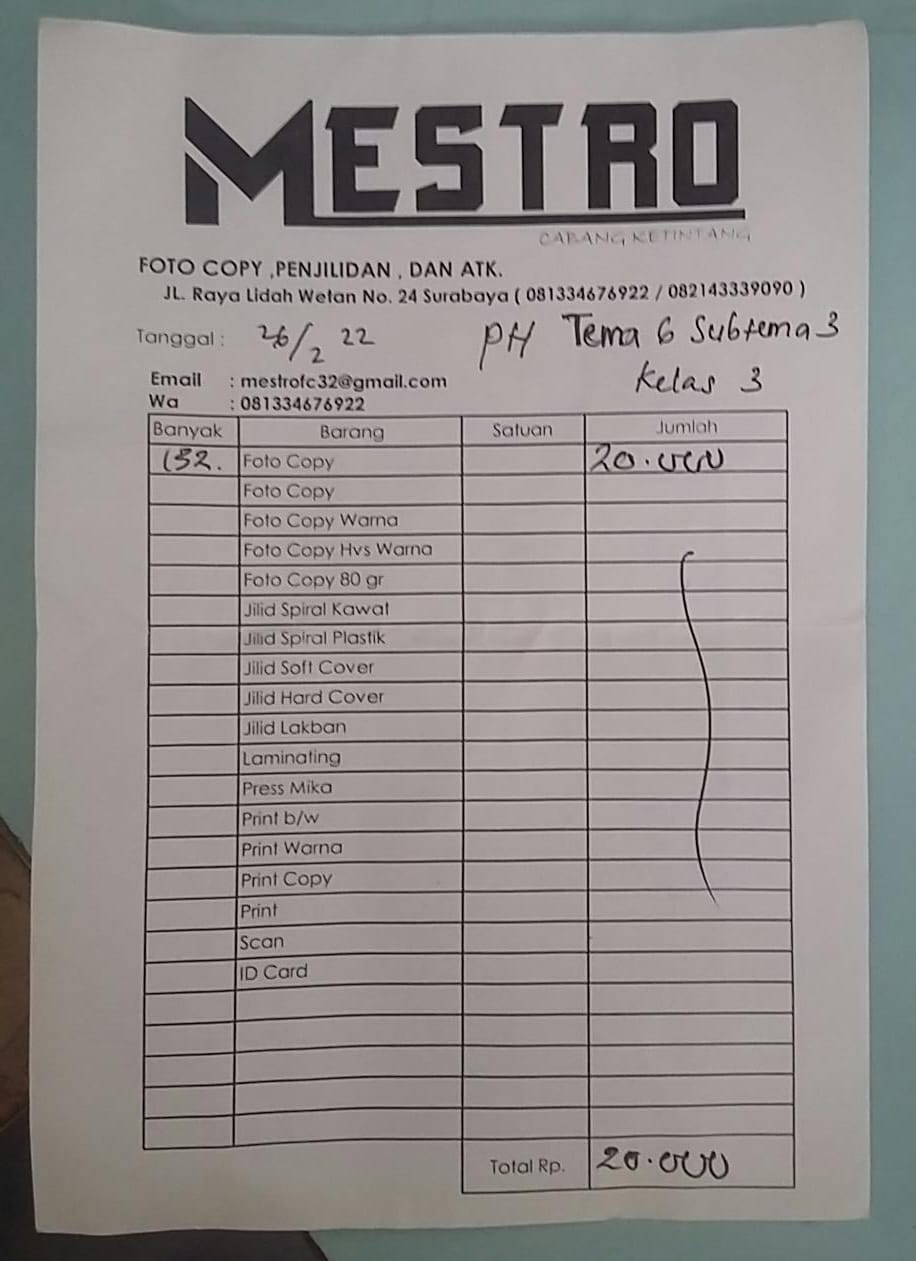 MESTRO
CABANG KETINTANG
FOTO COPY ,PENJILIDAN , DAN ATK.
JL. Raya Lidah Wetan No. 24 Surabaya ( 081334676922 / 082143339090 )
Tanggal : 26/2 22 PH Tema 6 Subtema 3
Kelas 3
Email : mestrofc32@gmail.com
Wa : 081334676922
Banyak Barang Satuan Jumlah
152. Foto Copy 20.000
Foto Copy
Foto Copy Warna
Foto Copy Hvs Warna
Foto Copy 80 gr
Jilid Spiral Kawat
Jilid Spiral Plastik
Jilid Soft Cover
Jilid Hard Cover
Jilid Lakban
Laminating
Press Mika
Print b/w
Print Warna
Print Copy
Print
Scan
ID Card
Total Rp. 20.000